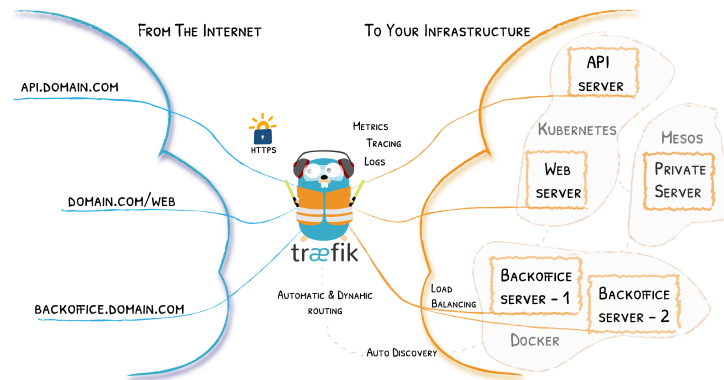 From The Internet
To Your Infrastructure
api.domain.com
HTTPS
Metrics
Tracing
Logs
API
server
Kubernetes
Mesos
Web
server
Private
Server
domain.com/web
træfik
backoffice.domain.com
Automatic & Dynamic
routing
Load
Balancing
Backoffice
server - 1
Backoffice
server - 2
Docker
Auto Discovery